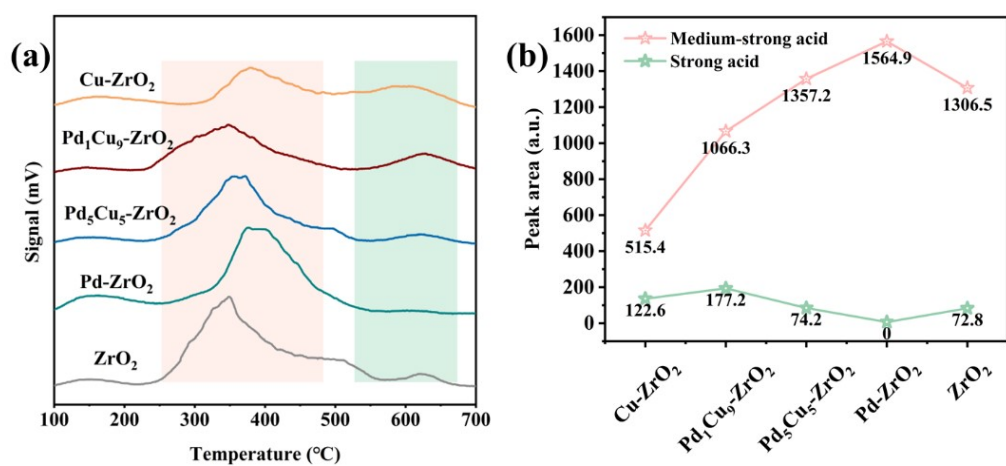 (a)
Cu-ZrO₂
Pd₁Cu₉-ZrO₂
Pd₅Cu₅-ZrO₂
Pd-ZrO₂
ZrO₂
Signal (mV)
100 200 300 400 500 600 700
Temperature (℃)
(b)
Medium-strong acid
Strong acid
1600
1400
1200
1000
800
600
400
200
0
Peak area (a.u.)
515.4
1066.3
1357.2
1564.9
1306.5
122.6
177.2
74.2
0
72.8
Cu-ZrO₂
Pd₁Cu₉-ZrO₂
Pd₅Cu₅-ZrO₂
Pd-ZrO₂
ZrO₂